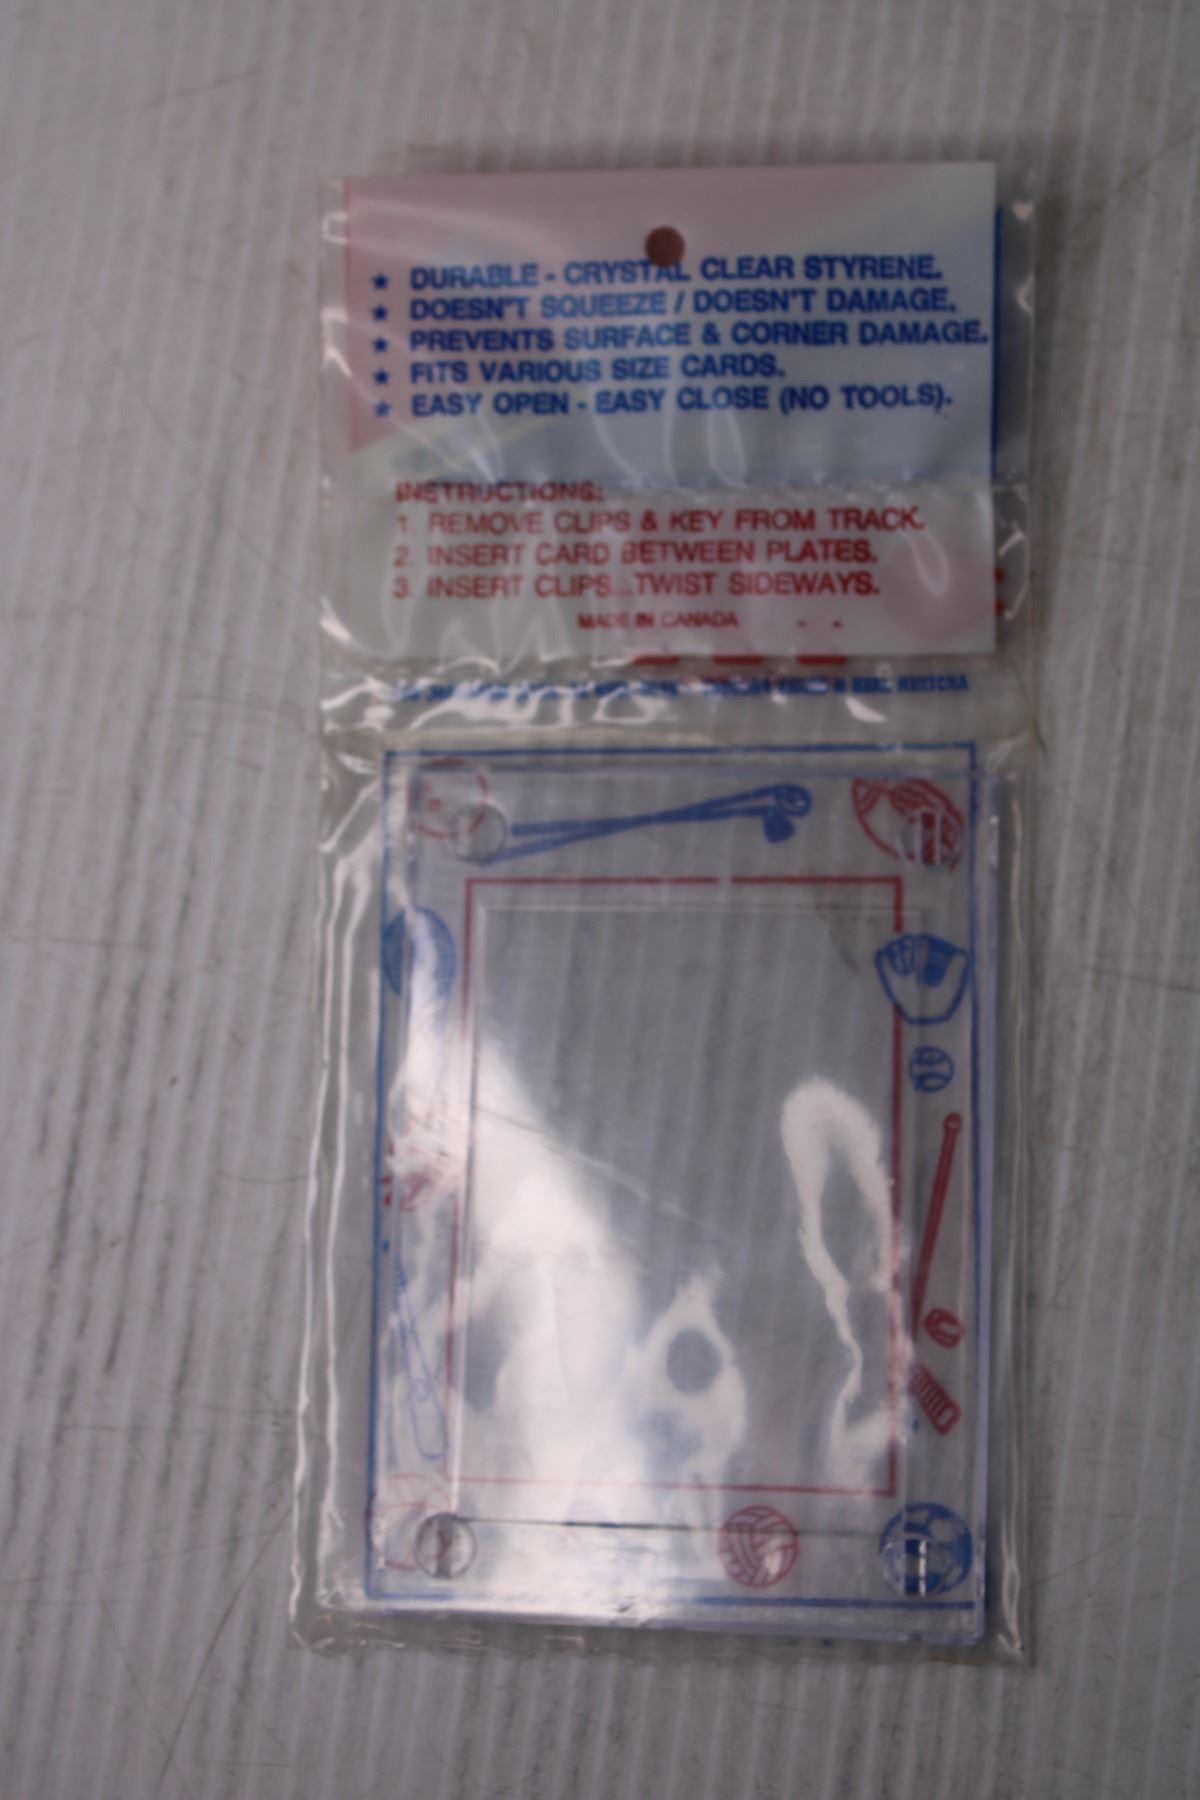 ★ DURABLE - CRYSTAL CLEAR STYRENE.
★ DOESN"T SQUEEZE / DOESN'T DAMAGE.
★ PREVENTS SURFACE & CORNER DAMAGE.
★ FITS VARIOUS SIZE CARDS.
★ EASY OPEN - EASY CLOSE (NO TOOLS).
INSTRUCTIONS:
1. REMOVE CLIPS & KEY FROM TRACK.
2. INSERT CARD BETWEEN PLATES.
3. INSERT CLIPS...TWIST SIDEWAYS.
MADE IN CANADA